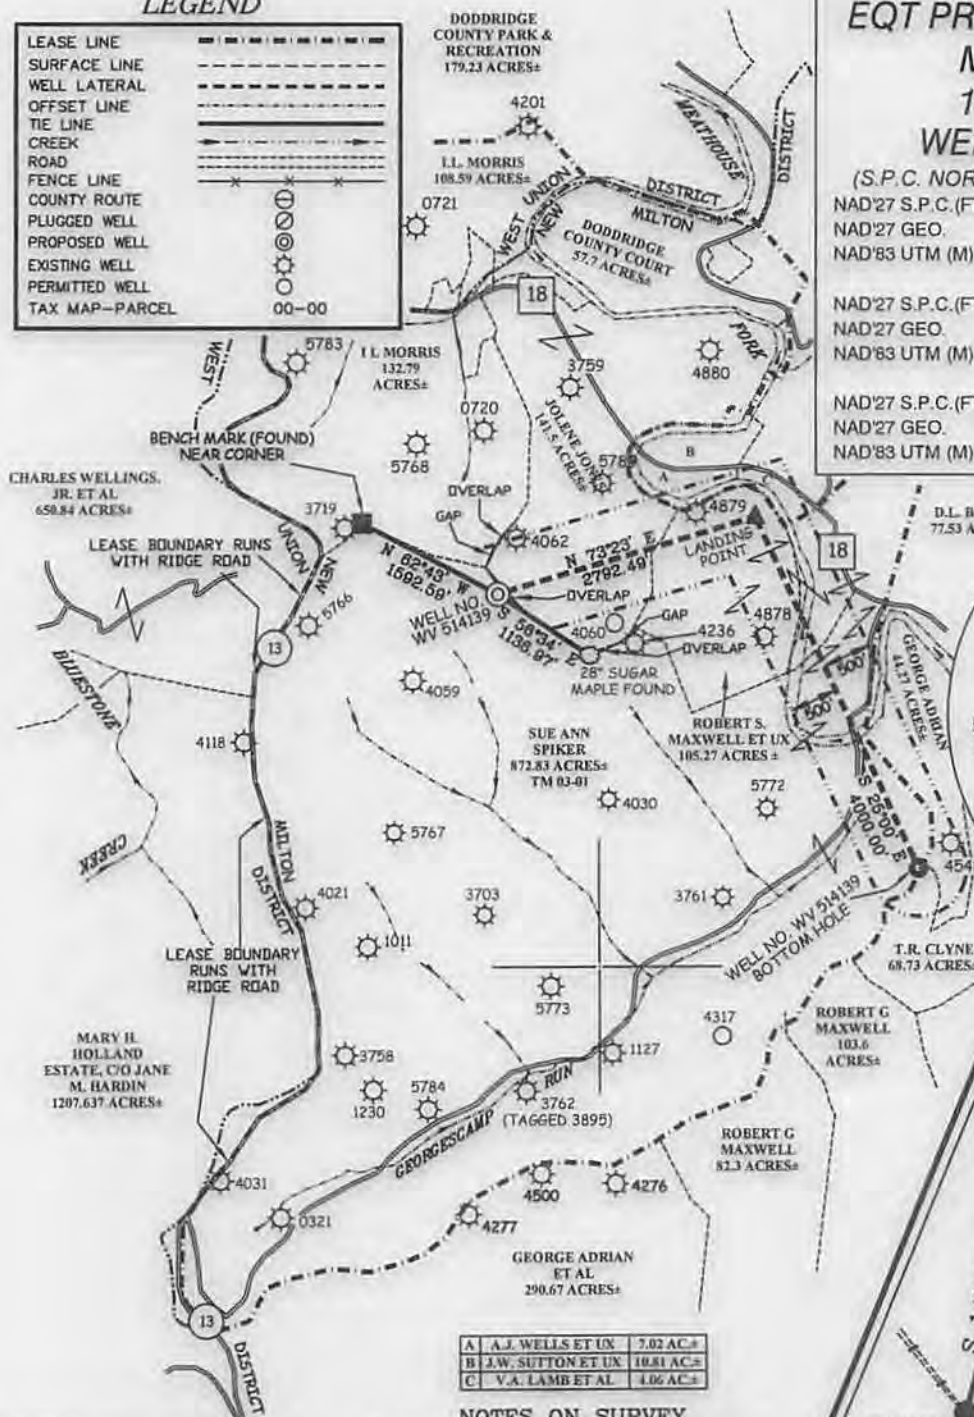 LEGEND
LEASE LINE
SURFACE LINE
WELL LATERAL
OFFSET LINE
TIE LINE
CREEK
ROAD
FENCE LINE
COUNTY ROUTE
PLUGGED WELL
PROPOSED WELL
EXISTING WELL
PERMITTED WELL
TAX MAP-PARCEL 00-00
DODDRIDGE
COUNTY PARK &
RECREATION
179.23 ACRES±
EQT PR
M
1
WE
(S.P.C. NOR
NAD'27 S.P.C.(FT
NAD'27 GEO.
NAD'83 UTM (M)
NAD'27 S.P.C.(F
NAD'27 GEO.
NAD'83 UTM (M)
NAD'27 S.P.C.(FT
NAD'27 GEO.
NAD'83 UTM (M)
4201
I.L. MORRIS
108.59 ACRES±
0721
MEATHOUSE
FORK
DISTRICT
WEST UNION
NEW MILTON
DISTRICT
DODDRIDGE
COUNTY COURT
57.7 ACRES±
18
5783
WEST
I L MORRIS
132.79
ACRES±
3759
4880
0720
5768
JOLENE JONES
141.5 ACRES±
B
A
C
BENCH MARK (FOUND)
NEAR CORNER
CHARLES WELLINGS,
JR. ET AL
650.84 ACRES±
3719
OVERLAP
GAP
4062
4879
D.L. B
77.53 A
LEASE BOUNDARY RUNS
WITH RIDGE ROAD
UNION
NEW
N 62°43' W
1592.59'
N 73°23' E
2792.49'
LANDING
POINT
18
WELL NO.
WV 514139
OVERLAP
S 56°34' E
1138.97'
5766
13
4060
GAP
4236
OVERLAP
4878
28" SUGAR
MAPLE FOUND
BLUESTONE
CREEK
4059
500'
500'
GEORGE ADRIAN
44.27 ACRES±
4118
SUE ANN
SPIKER
872.83 ACRES±
TM 03-01
ROBERT S.
MAXWELL ET UX
105.27 ACRES ±
4030
5772
S 25°00' E
4000.00'
5767
MILTON
DISTRICT
454
4021
3703
3761
1011
WELL NO. WV 514139
BOTTOM HOLE
LEASE BOUNDARY
RUNS WITH
RIDGE ROAD
T.R. CLYNE
68.73 ACRES±
5773
4317
ROBERT G
MAXWELL
103.6
ACRES±
MARY H.
HOLLAND
ESTATE, C/O JANE
M. HARDIN
1207.637 ACRES±
3758
1127
1230
5784
3762
(TAGGED 3895)
GEORGESCAMP RUN
ROBERT G
MAXWELL
82.3 ACRES±
4031
4500
4276
0321
4277
GEORGE ADRIAN
ET AL
290.67 ACRES±
13
DISTRICT
A A.J. WELLS ET UX 7.02 AC.±
B J.W. SUTTON ET UX 10.81 AC.±
C V.A. LAMB ET AL 4.06 AC.±
NOTES ON SURVEY